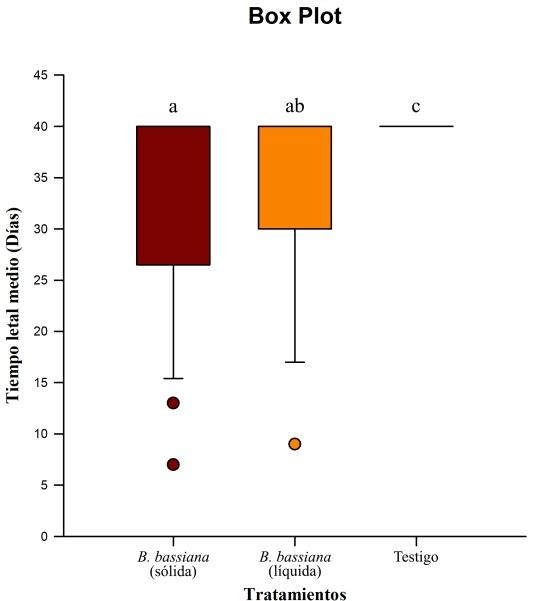 Box Plot
45
40
35
30
25
20
15
10
5
0
Tiempo letal medio (Días)
a
ab
c
B. bassiana
(sólida)
B. bassiana
(líquida)
Testigo
Tratamientos